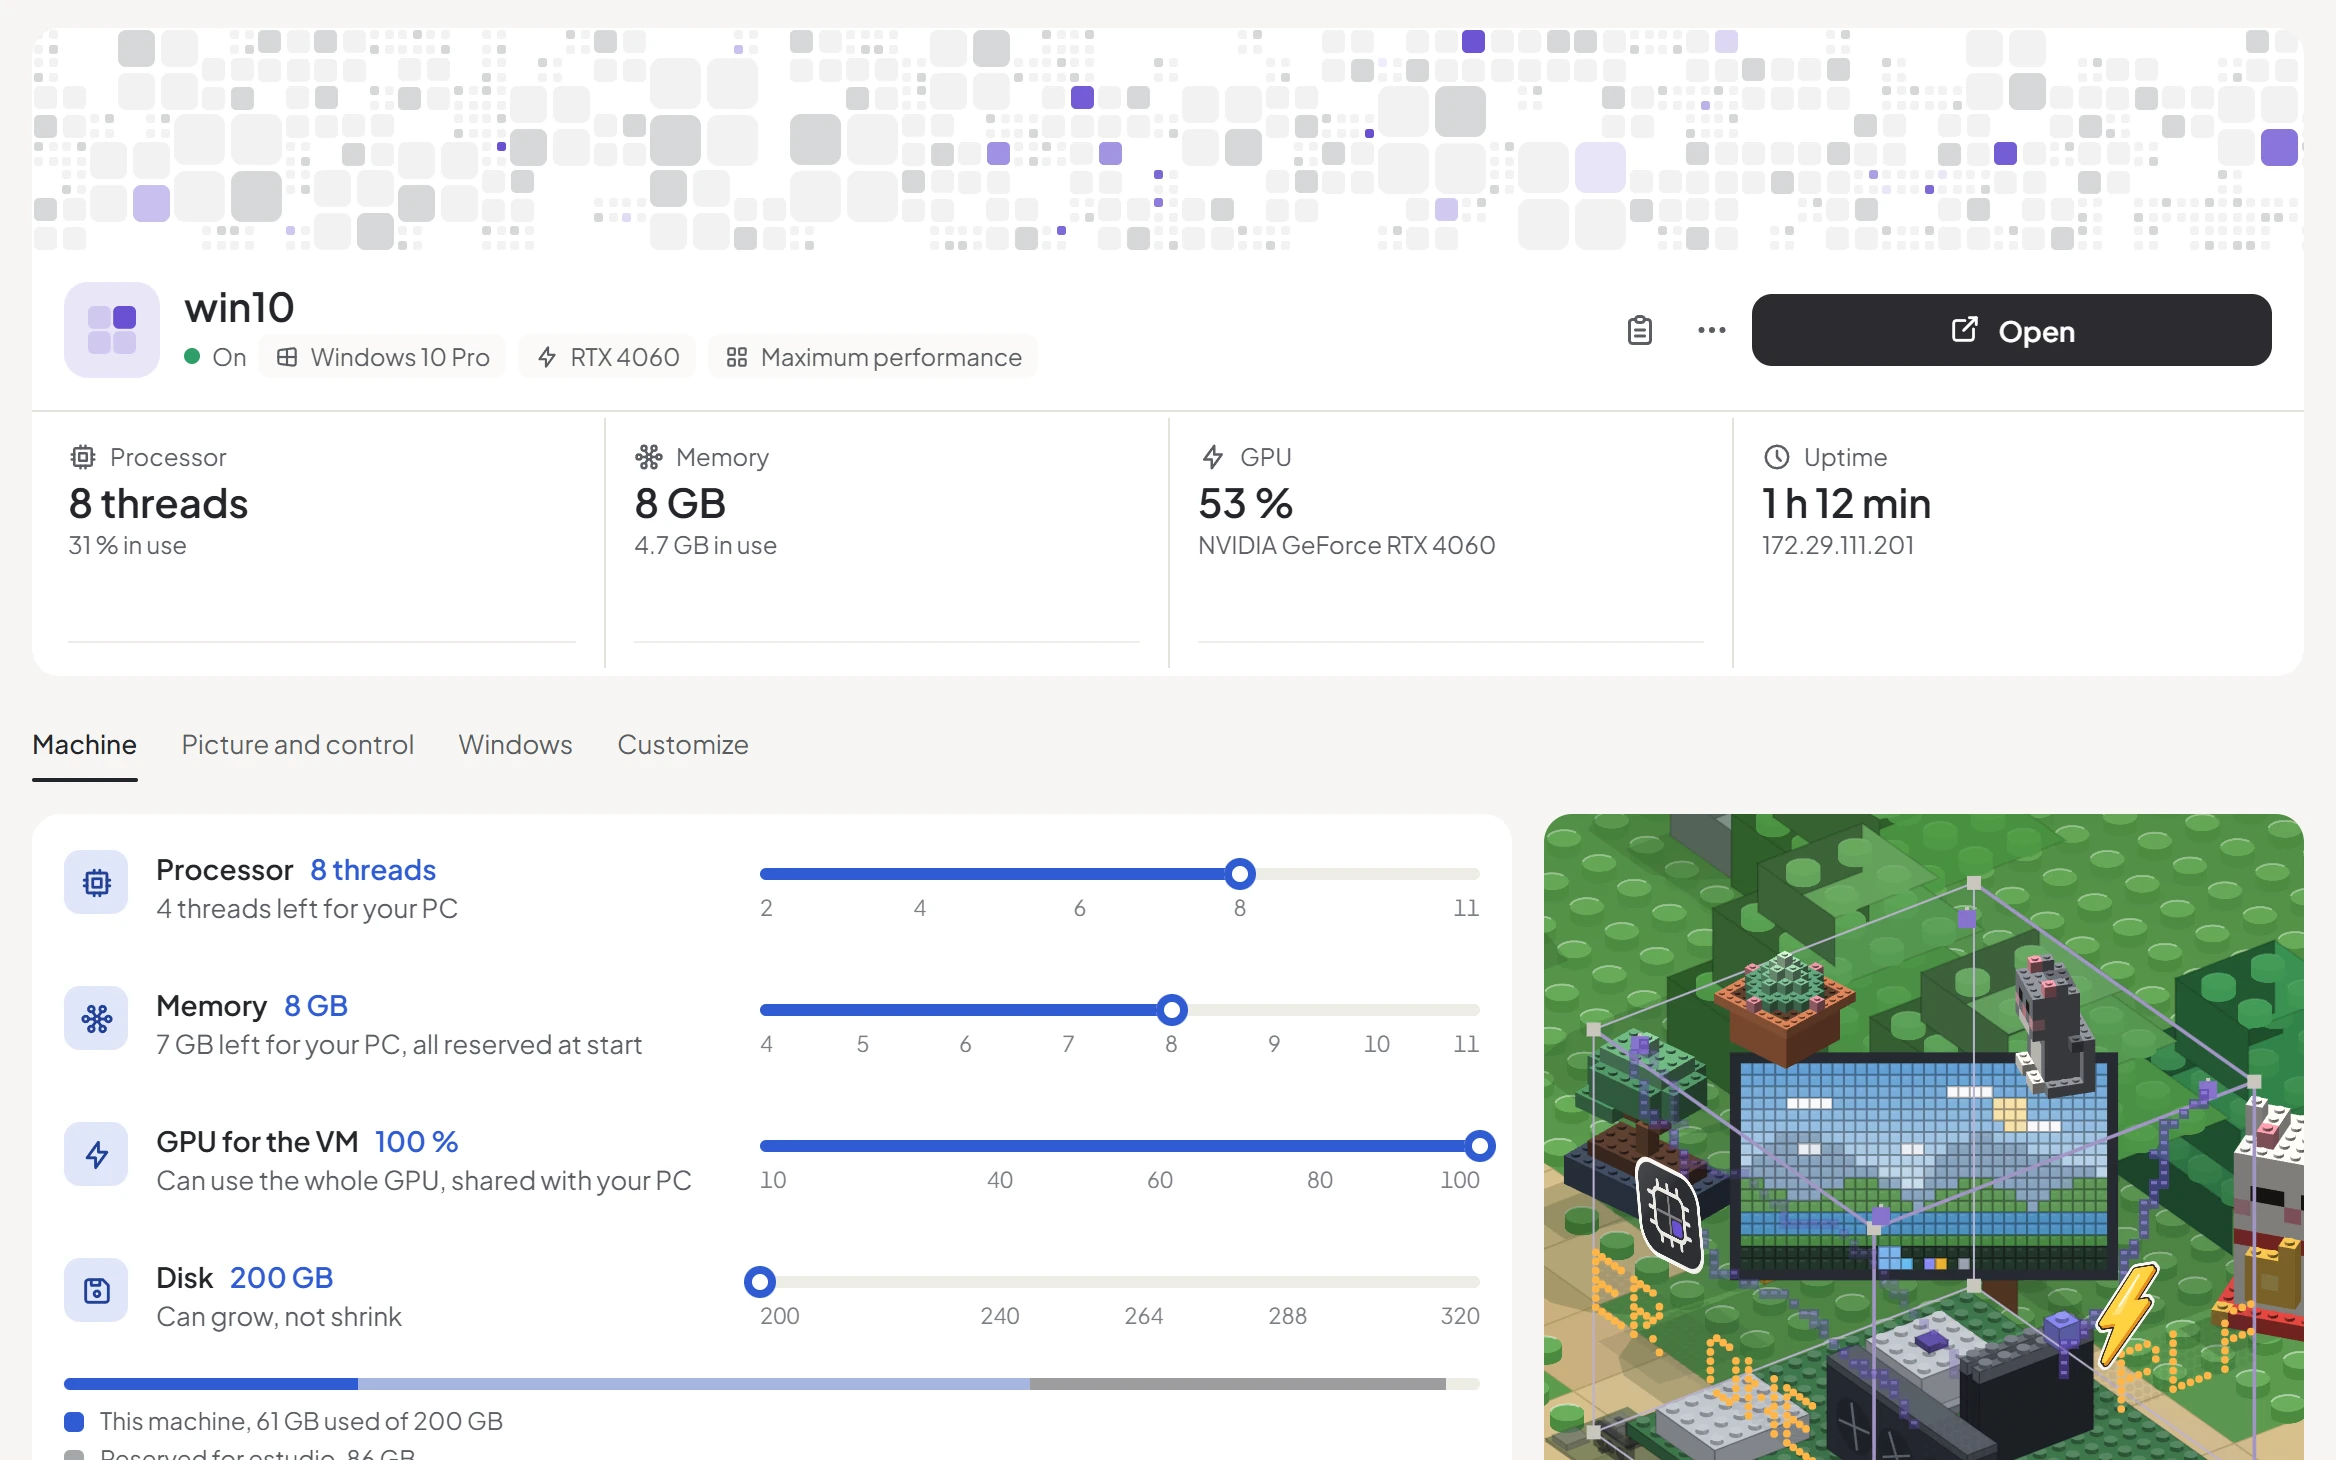 win10
On
Windows 10 Pro
RTX 4060
Maximum performance
Open
Processor
8 threads
31 % in use
Memory
8 GB
4.7 GB in use
GPU
53 %
NVIDIA GeForce RTX 4060
Uptime
1 h 12 min
172.29.111.201
Machine
Picture and control
Windows
Customize
Processor 8 threads
4 threads left for your PC
2 4 6 8 11
Memory 8 GB
7 GB left for your PC, all reserved at start
4 5 6 7 8 9 10 11
GPU for the VM 100 %
Can use the whole GPU, shared with your PC
10 40 60 80 100
Disk 200 GB
Can grow, not shrink
200 240 264 288 320
This machine, 61 GB used of 200 GB
Reserved for estudio, 86 GB